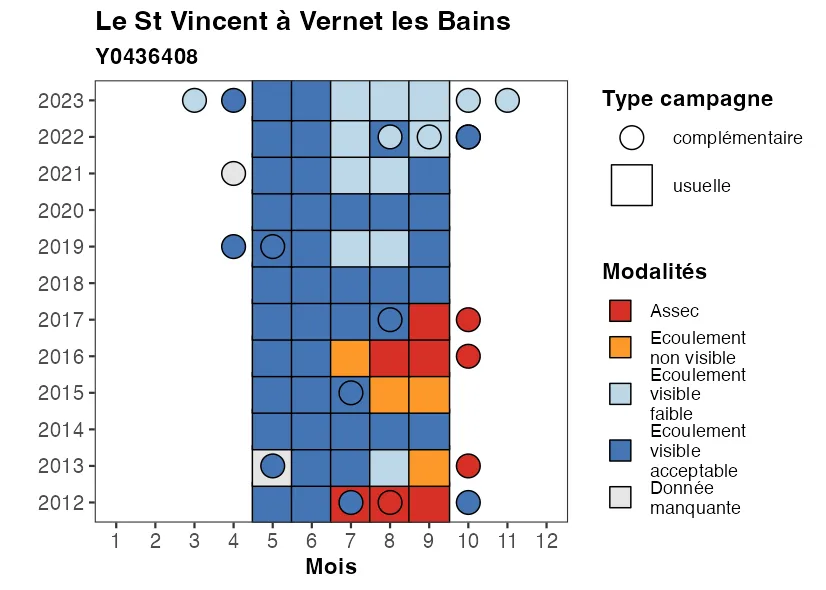 Le St Vincent à Vernet les Bains
Y0436408
2023
2022
2021
2020
2019
2018
2017
2016
2015
2014
2013
2012
1 2 3 4 5 6 7 8 9 10 11 12
Mois
Type campagne
complémentaire
usuelle
Modalités
Assec
Ecoulement
non visible
Ecoulement
visible
faible
Ecoulement
visible
acceptable
Donnée
manquante